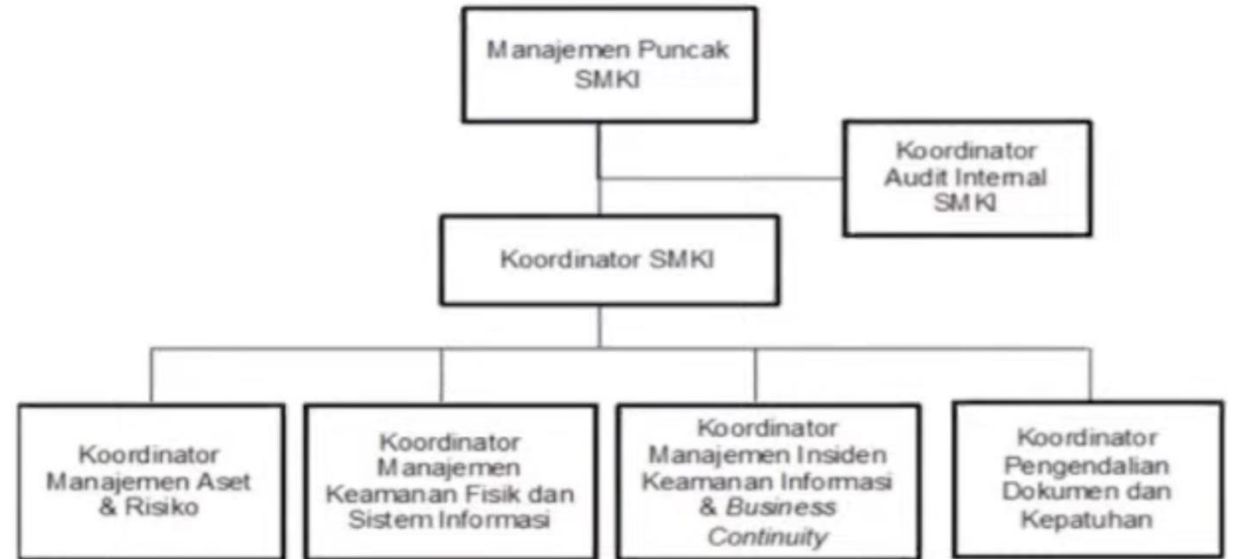 Manajemen Puncak
SMKI
Koordinator
Audit Internal
SMKI
Koordinator SMKI
Koordinator
Manajemen Aset
& Risiko
Koordinator
Manajemen
Keamanan Fisik dan
Sistem Informasi
Koordinator
Manajemen Insiden
Keamanan Informasi
& Business
Continuity
Koordinator
Pengendalian
Dokumen dan
Kepatuhan